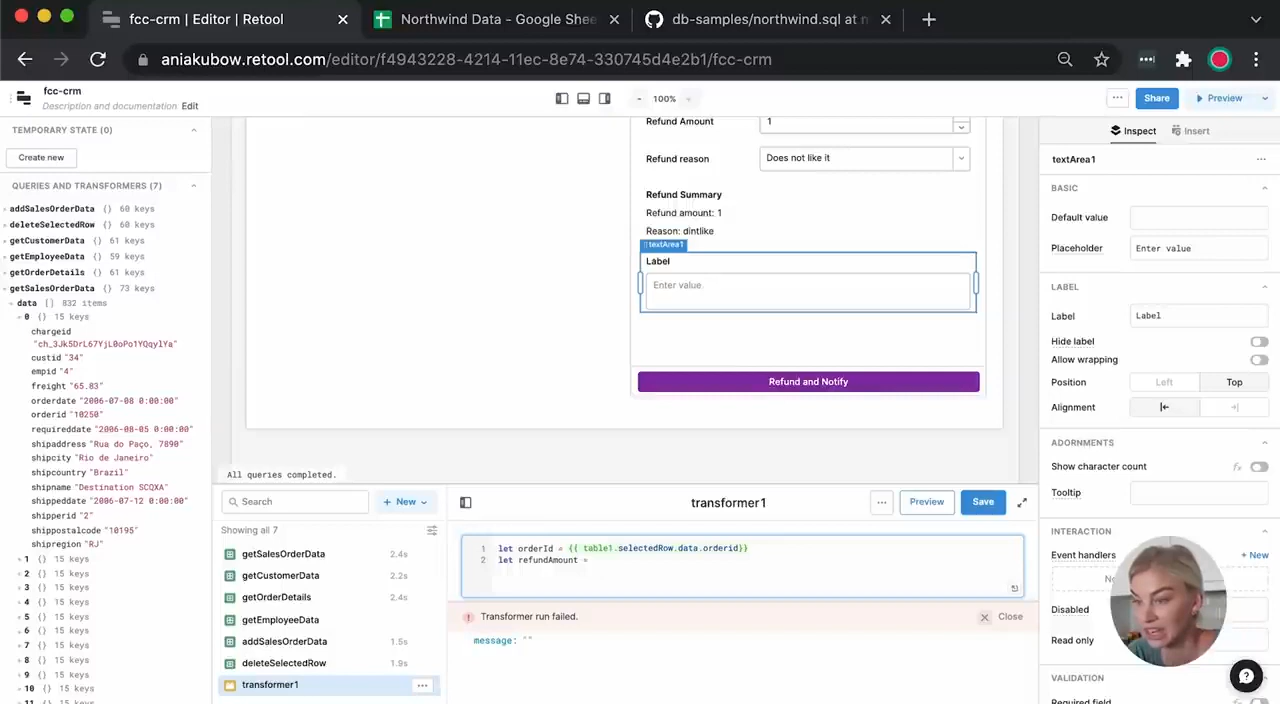 fcc-crm | Editor | Retool
Northwind Data - Google Shee
db-samples/northwind.sql at m
aniakubow.retool.com/editor/f4943228-4214-11ec-8e74-330745d4e2b1/fcc-crm
fcc-crm
Description and documentation Edit
- 100%
Share
Preview
TEMPORARY STATE (0)
Create new
QUERIES AND TRANSFORMERS (7)
addSalesOrderData {} 60 keys
deleteSelectedRow {} 60 keys
getCustomerData {} 61 keys
getEmployeeData {} 59 keys
getOrderDetails {} 61 keys
getSalesOrderData {} 73 keys
data [] 832 items
0 {} 15 keys
chargeid
"ch_3Jk5DrL67YjL0oPo1YQqylYa"
custid "34"
empid "4"
freight "65.83"
orderdate "2006-07-08 0:00:00"
orderid "10250"
requireddate "2006-08-05 0:00:00"
shipaddress "Rua do Paço, 7890"
shipcity "Rio de Janeiro"
shipcountry "Brazil"
shipname "Destination SCQXA"
shippeddate "2006-07-12 0:00:00"
shipperid "2"
shippostalcode "10195"
shipregion "RJ"
1 {} 15 keys
2 {} 15 keys
3 {} 15 keys
4 {} 15 keys
5 {} 15 keys
6 {} 15 keys
7 {} 15 keys
8 {} 15 keys
9 {} 15 keys
10 {} 15 keys
11 {} 15 keys
Refund Amount
1
Refund reason
Does not like it
Refund Summary
Refund amount: 1
Reason: dintlike
textArea1
Label
Enter value
Refund and Notify
All queries completed.
Search
+ New
Showing all 7
getSalesOrderData 2.4s
getCustomerData 2.2s
getOrderDetails 2.4s
getEmployeeData
addSalesOrderData 1.5s
deleteSelectedRow 1.9s
transformer1
transformer1
Preview
Save
1 let orderId = {{ table1.selectedRow.data.orderid}}
2 let refundAmount =
Transformer run failed.
Close
message: ""
Inspect
Insert
textArea1
BASIC
Default value
Placeholder
Enter value
LABEL
Label
Label
Hide label
Allow wrapping
Position
Left
Top
Alignment
ADORNMENTS
Show character count
fx
Tooltip
INTERACTION
Event handlers
+ New
Disabled
Read only
VALIDATION
Required field